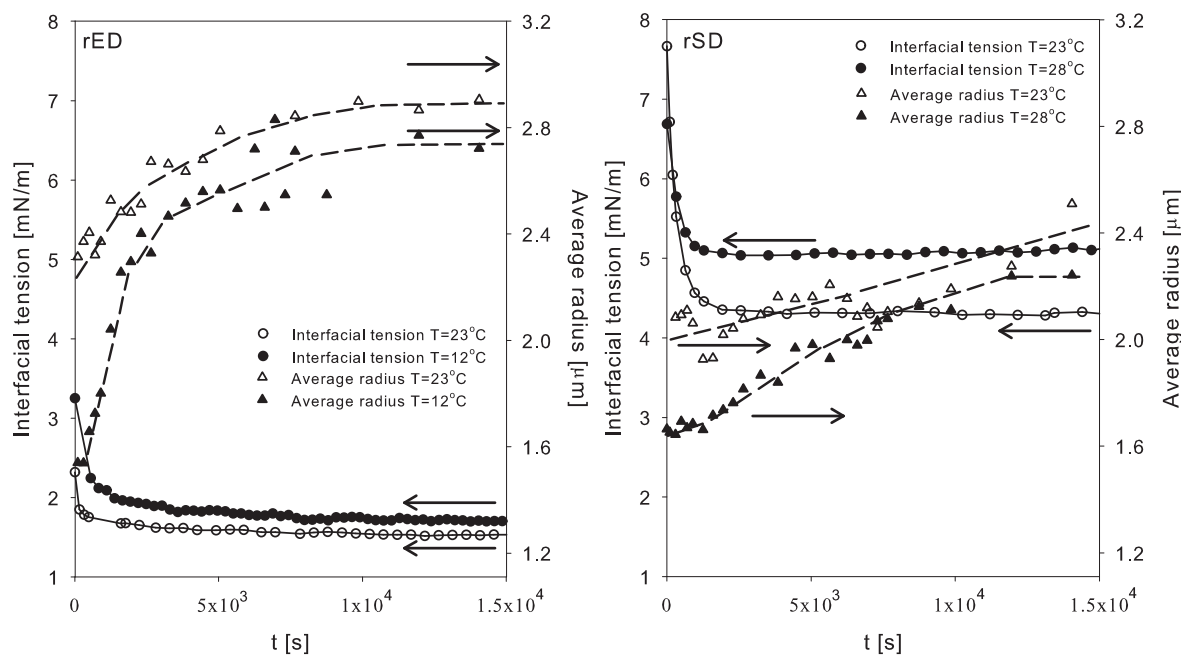 rED
8
7
6
5
4
3
2
1
Interfacial tension [mN/m]
3.2
2.8
2.4
2.0
1.6
1.2
Average radius [μm]
Interfacial tension T=23°C
Interfacial tension T=12°C
Average radius T=23°C
Average radius T=12°C
0
5x10³
1x10⁴
1.5x10⁴
t [s]
rSD
8
7
6
5
4
3
2
1
Interfacial tension [mN/m]
Interfacial tension T=23°C
Interfacial tension T=28°C
Average radius T=23°C
Average radius T=28°C
3.2
2.8
2.4
2.0
1.6
1.2
Average radius [μm]
0
5x10³
1x10⁴
1.5x10⁴
t [s]